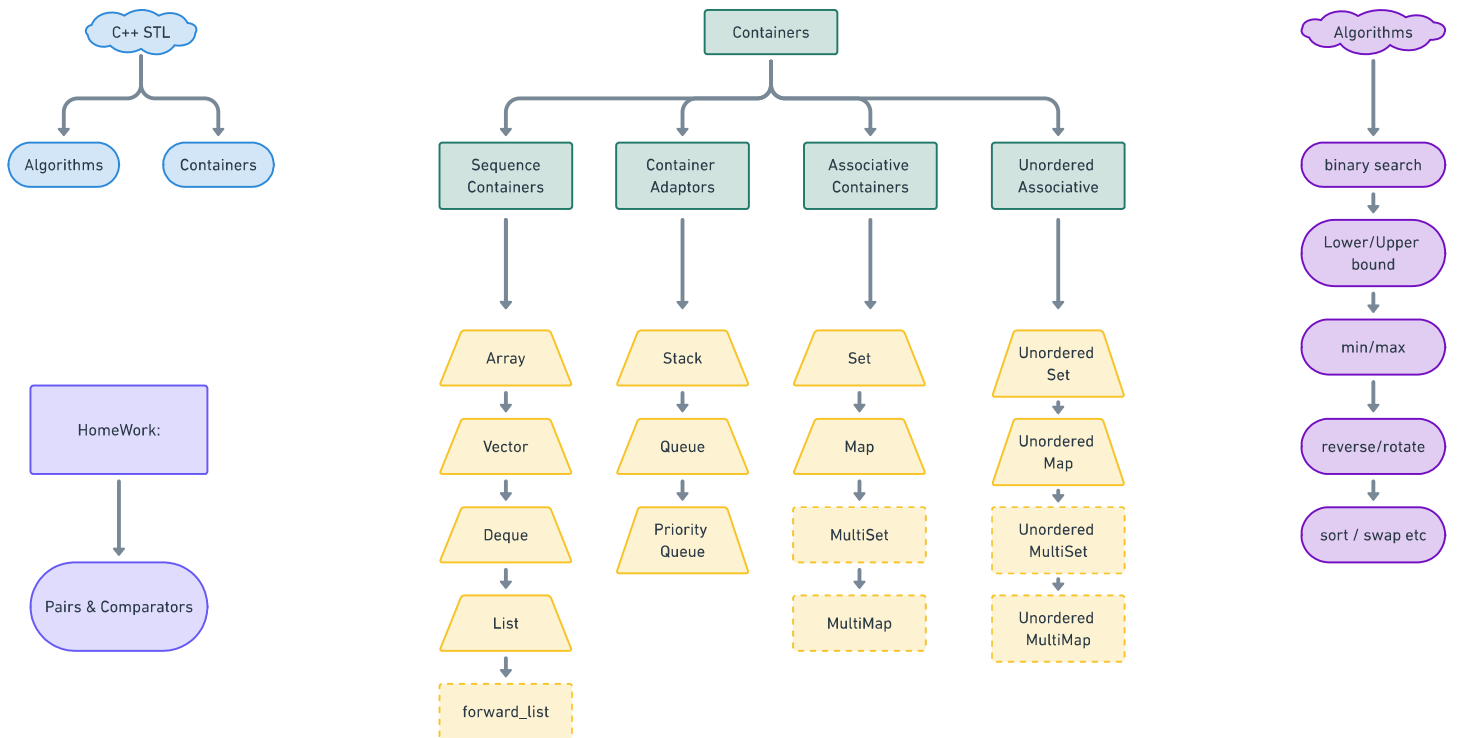 C++ STL
Algorithms
Containers
HomeWork:
Pairs & Comparators
Containers
Sequence
Containers
Container
Adaptors
Associative
Containers
Unordered
Associative
Array
Vector
Deque
List
forward_list
Stack
Queue
Priority
Queue
Set
Map
MultiSet
MultiMap
Unordered
Set
Unordered
Map
Unordered
MultiSet
Unordered
MultiMap
Algorithms
binary search
Lower/Upper
bound
min/max
reverse/rotate
sort / swap etc